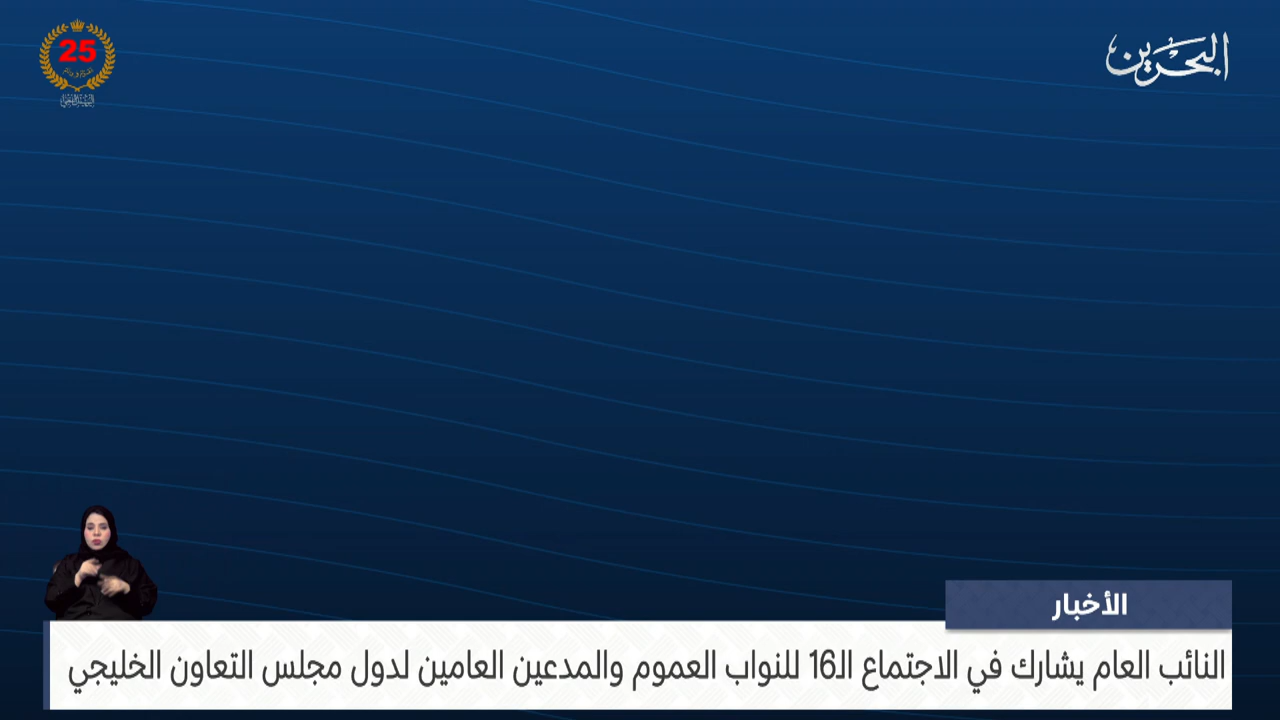 البحرين
25
الأخبار
النائب العام يشارك في الاجتماع الـ16 للنواب العموم والمدعين العامين لدول مجلس التعاون الخليجي